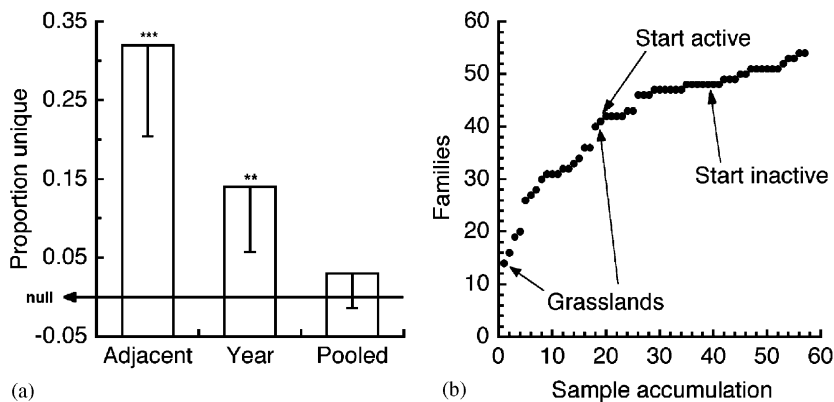 Proportion unique
0.35
0.25
0.15
0.05
-0.05
null
***
**
Adjacent
Year
Pooled
(a)
Families
60
50
40
30
20
10
0
Start active
Start inactive
Grasslands
0
10
20
30
40
50
60
Sample accumulation
(b)